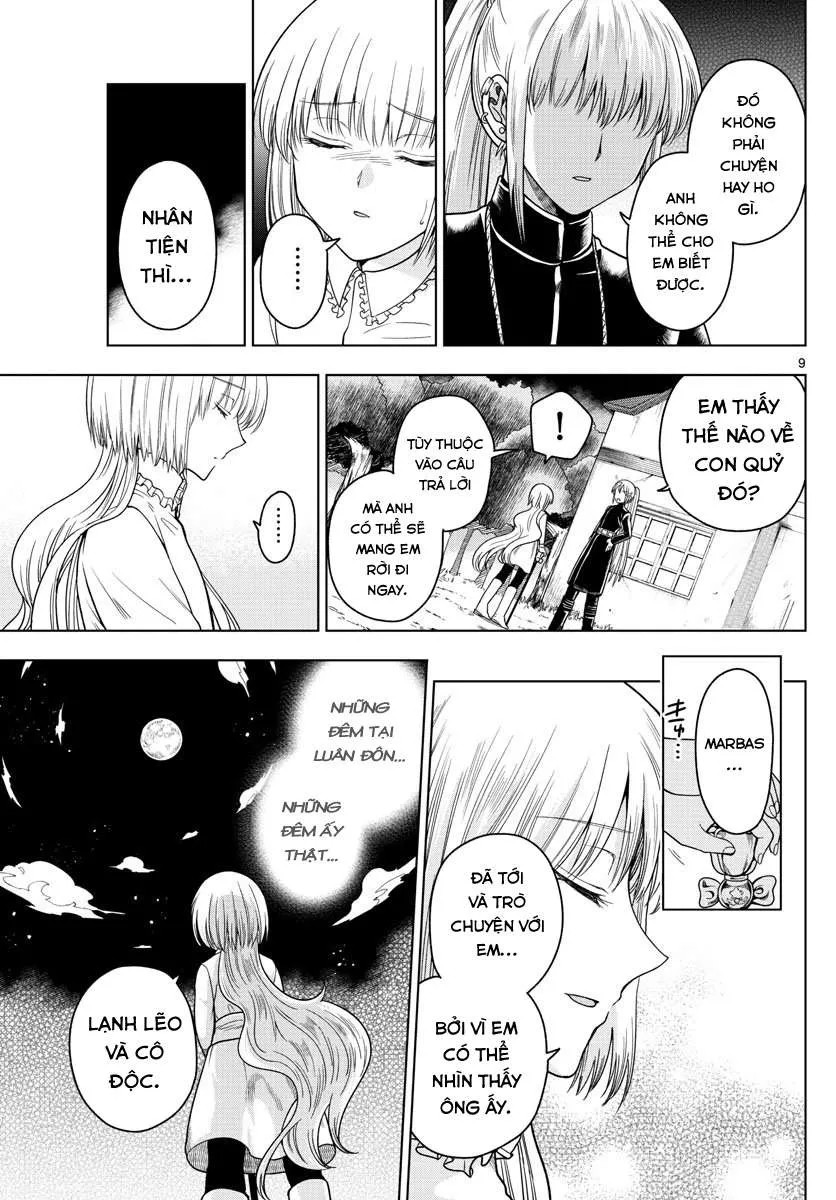 ĐÓ
KHÔNG
PHẢI
CHUYỆN
HAY HO
GÌ.
ANH
KHÔNG
THỂ CHO
EM BIẾT
ĐƯỢC.
......
NHÂN
TIỆN
THÌ...
9
EM THẤY
THẾ NÀO VỀ
CON QUỶ
ĐÓ?
!
TÙY THUỘC
VÀO CÂU
TRẢ LỜI
MÀ ANH
CÓ THỂ SẼ
MANG EM
RỜI ĐI
NGAY.
......
MARBAS
...
キュ...
ĐÃ TỚI
VÀ TRÒ
CHUYỆN VỚI
EM...
BỞI VÌ EM
CÓ THỂ
NHÌN THẤY
ÔNG ẤY.
NHỮNG
ĐÊM TẠI
LUÂN ĐÔN...
NHỮNG
ĐÊM ẤY
THẬT...
LẠNH LẼO
VÀ CÔ
ĐỘC.